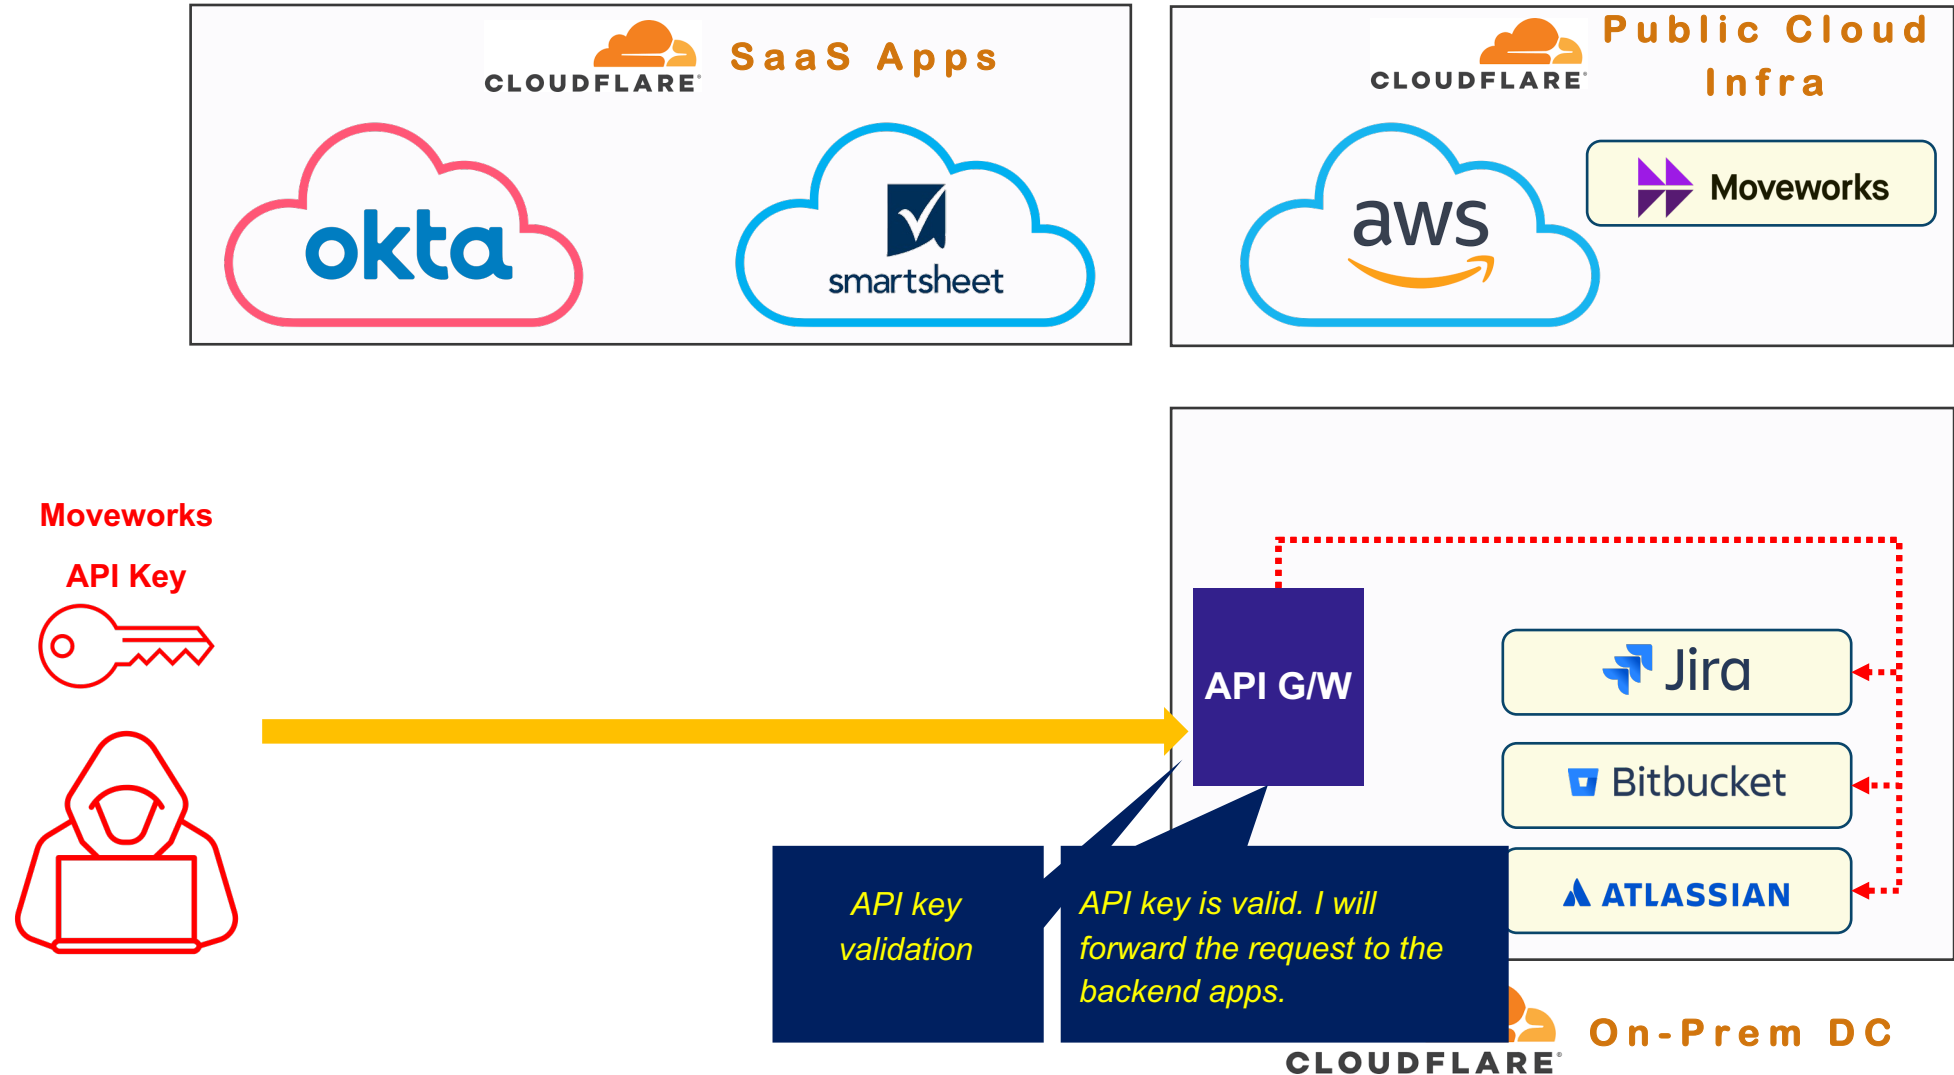 CLOUDFLARE®
SaaS Apps
okta
smartsheet
CLOUDFLARE®
Public Cloud
Infra
aws
Moveworks
Moveworks
API Key
API G/W
Jira
Bitbucket
ATLASSIAN
API key
validation
API key is valid. I will
forward the request to the
backend apps.
CLOUDFLARE®
On-Prem DC